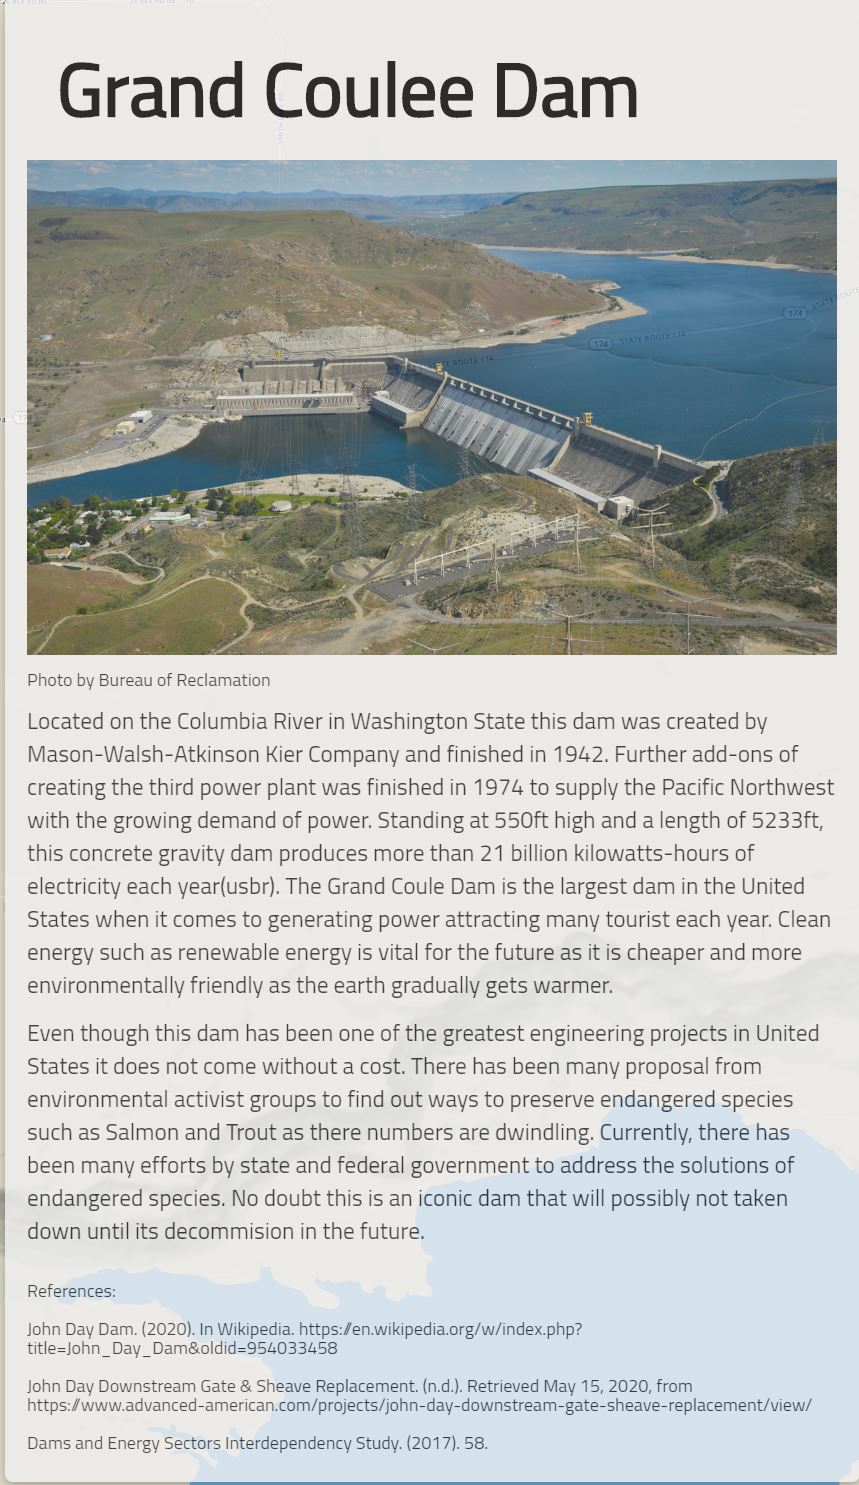 Grand Coulee Dam
174
STATE ROUTE 174
174
STATE ROUTE 174
174
Photo by Bureau of Reclamation
Located on the Columbia River in Washington State this dam was created by
Mason-Walsh-Atkinson Kier Company and finished in 1942. Further add-ons of
creating the third power plant was finished in 1974 to supply the Pacific Northwest
with the growing demand of power. Standing at 550ft high and a length of 5233ft,
this concrete gravity dam produces more than 21 billion kilowatts-hours of
electricity each year(usbr). The Grand Coule Dam is the largest dam in the United
States when it comes to generating power attracting many tourist each year. Clean
energy such as renewable energy is vital for the future as it is cheaper and more
environmentally friendly as the earth gradually gets warmer.
Even though this dam has been one of the greatest engineering projects in United
States it does not come without a cost. There has been many proposal from
environmental activist groups to find out ways to preserve endangered species
such as Salmon and Trout as there numbers are dwindling. Currently, there has
been many efforts by state and federal government to address the solutions of
endangered species. No doubt this is an iconic dam that will possibly not taken
down until its decommision in the future.
References:
John Day Dam. (2020). In Wikipedia. https://en.wikipedia.org/w/index.php?
title=John_Day_Dam&oldid=954033458
John Day Downstream Gate & Sheave Replacement. (n.d.). Retrieved May 15, 2020, from
https://www.advanced-american.com/projects/john-day-downstream-gate-sheave-replacement/view/
Dams and Energy Sectors Interdependency Study. (2017). 58.